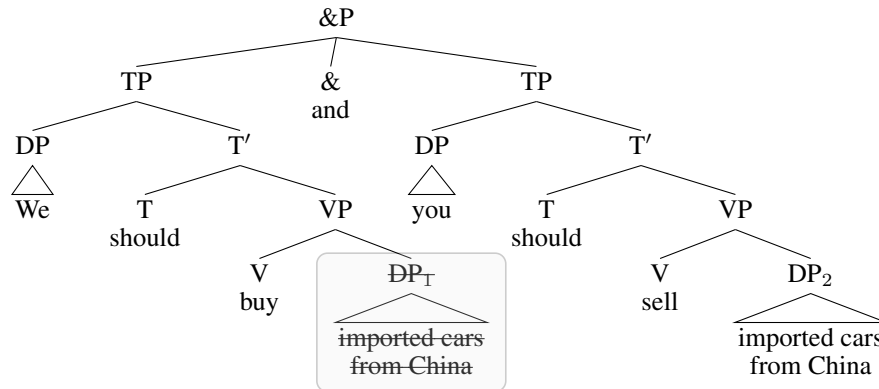 &P
TP & TP
and
DP T′ DP T′
We T VP you T VP
should should
V DP₁ V DP₂
buy sell
imported cars imported cars
from China from China